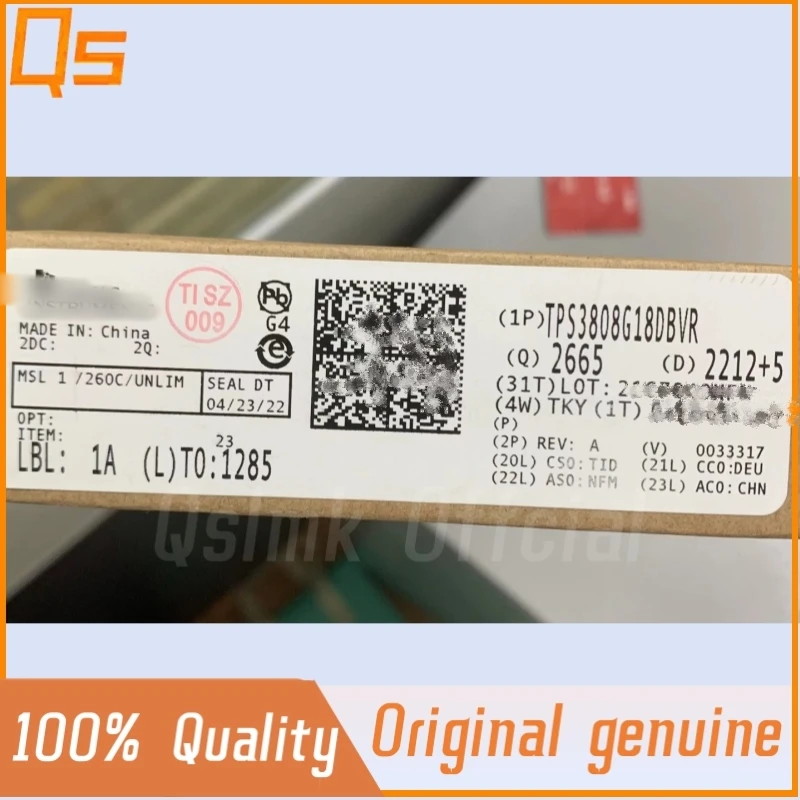 Qs
TI SZ
009
Pb
G4
e
MADE IN: China
2DC: 2Q:
MSL 1 /260C/UNLIM
SEAL DT
04/23/22
OPT:
ITEM:
23
LBL: 1A (L)TO:1285
(1P)TPS3808G18DBVR
(Q) 2665 (D) 2212+5
(31T)LOT:
(4W)TKY(1T)
(P)
(2P) REV: A (V) 0033317
(20L) CSO:TID (21L) CCO:DEU
(22L) ASO:NFM (23L) ACO:CHN
Official
100% Quality
Original genuine